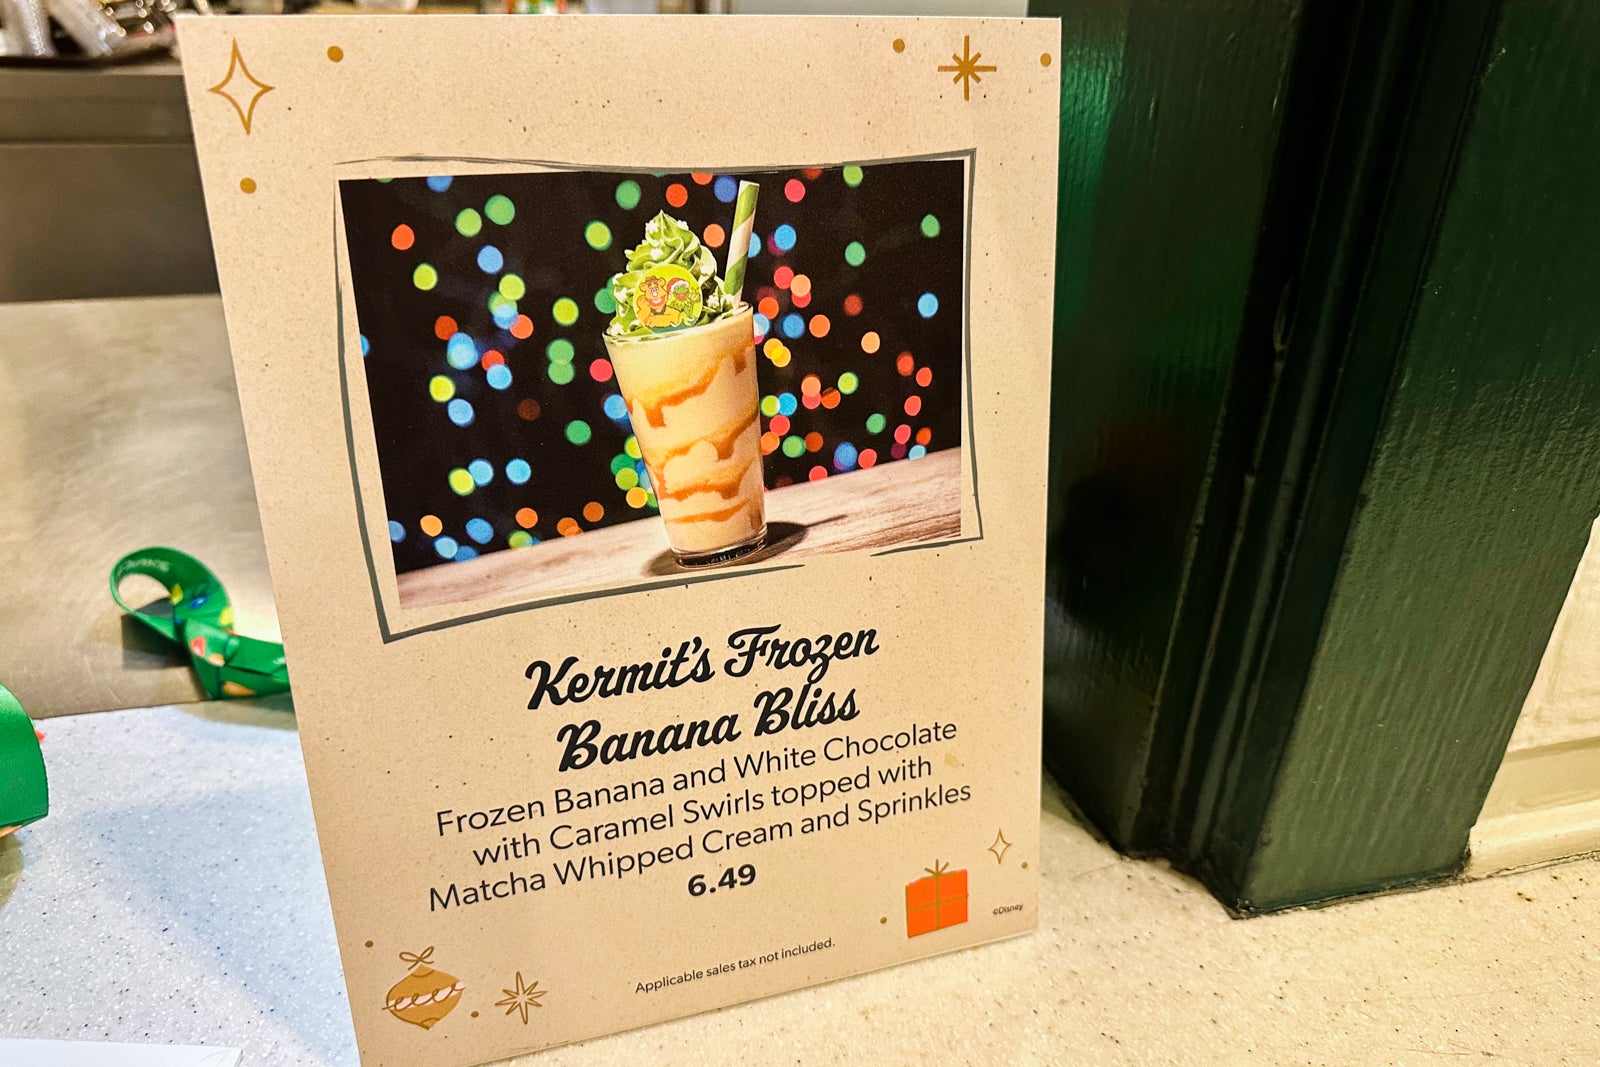 Kermit's Frozen
Banana Bliss
Frozen Banana and White Chocolate
with Caramel Swirls topped with
Matcha Whipped Cream and Sprinkles
6.49
©Disney
Applicable sales tax not included.